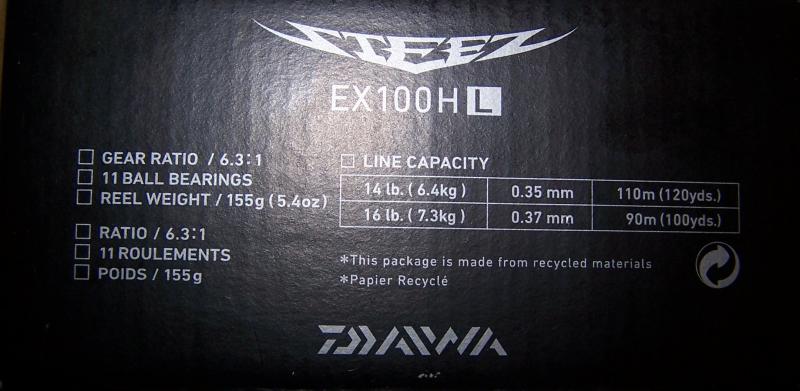 STEEZ
EX100H L
GEAR RATIO / 6.3:1
11 BALL BEARINGS
REEL WEIGHT / 155g (5.4oz)
RATIO / 6.3:1
11 ROULEMENTS
POIDS / 155g
LINE CAPACITY
14 lb. ( 6.4kg ) 0.35 mm 110m (120yds.)
16 lb. ( 7.3kg ) 0.37 mm 90m (100yds.)
*This package is made from recycled materials
*Papier Recyclé
DAIWA